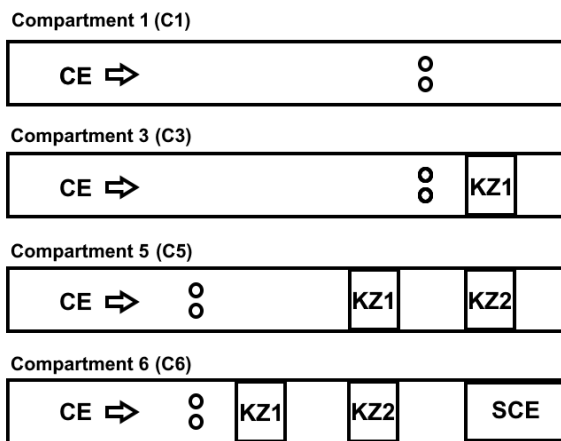 Compartment 1 (C1)
CE
Compartment 3 (C3)
CE KZ1
Compartment 5 (C5)
CE KZ1 KZ2
Compartment 6 (C6)
CE KZ1 KZ2 SCE